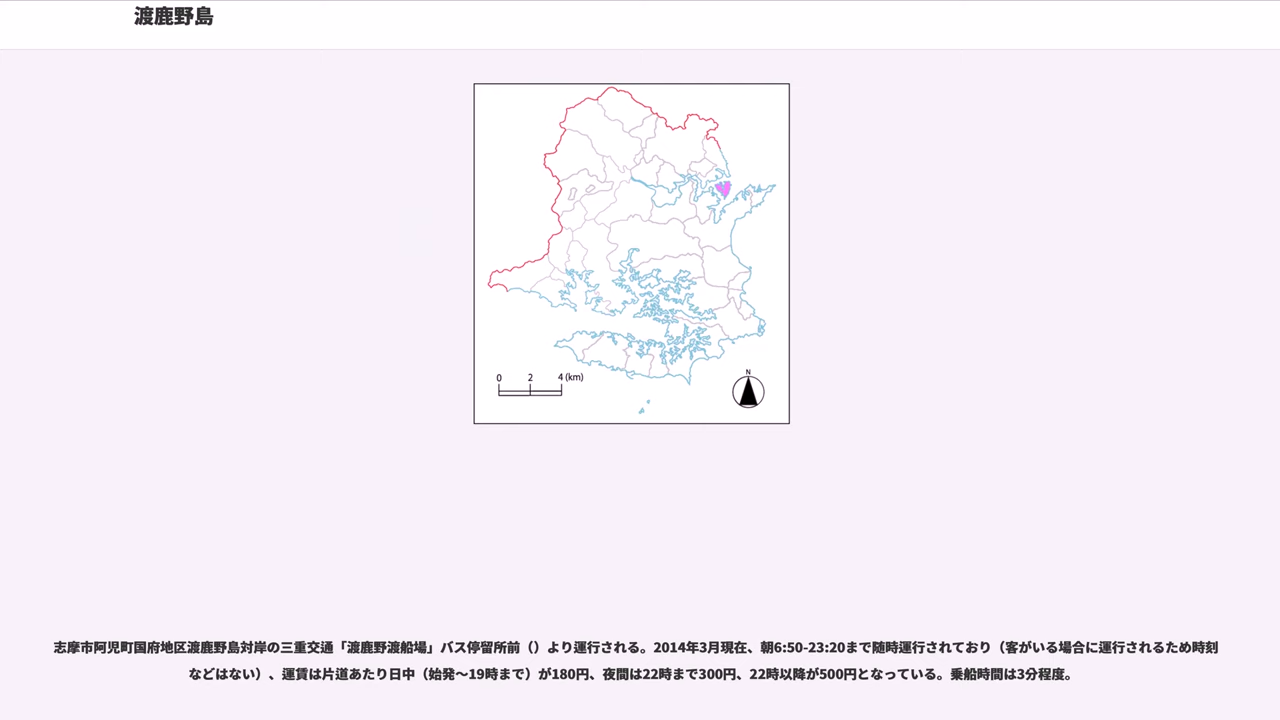 渡鹿野島
N
0 2 4 (km)
志摩市阿児町国府地区渡鹿野島対岸の三重交通「渡鹿野渡船場」バス停留所前（）より運行される。2014年3月現在、朝6:50-23:20まで随時運行されており（客がいる場合に運行されるため時刻
などはない）、運賃は片道あたり日中（始発〜19時まで）が180円、夜間は22時まで300円、22時以降が500円となっている。乗船時間は3分程度。